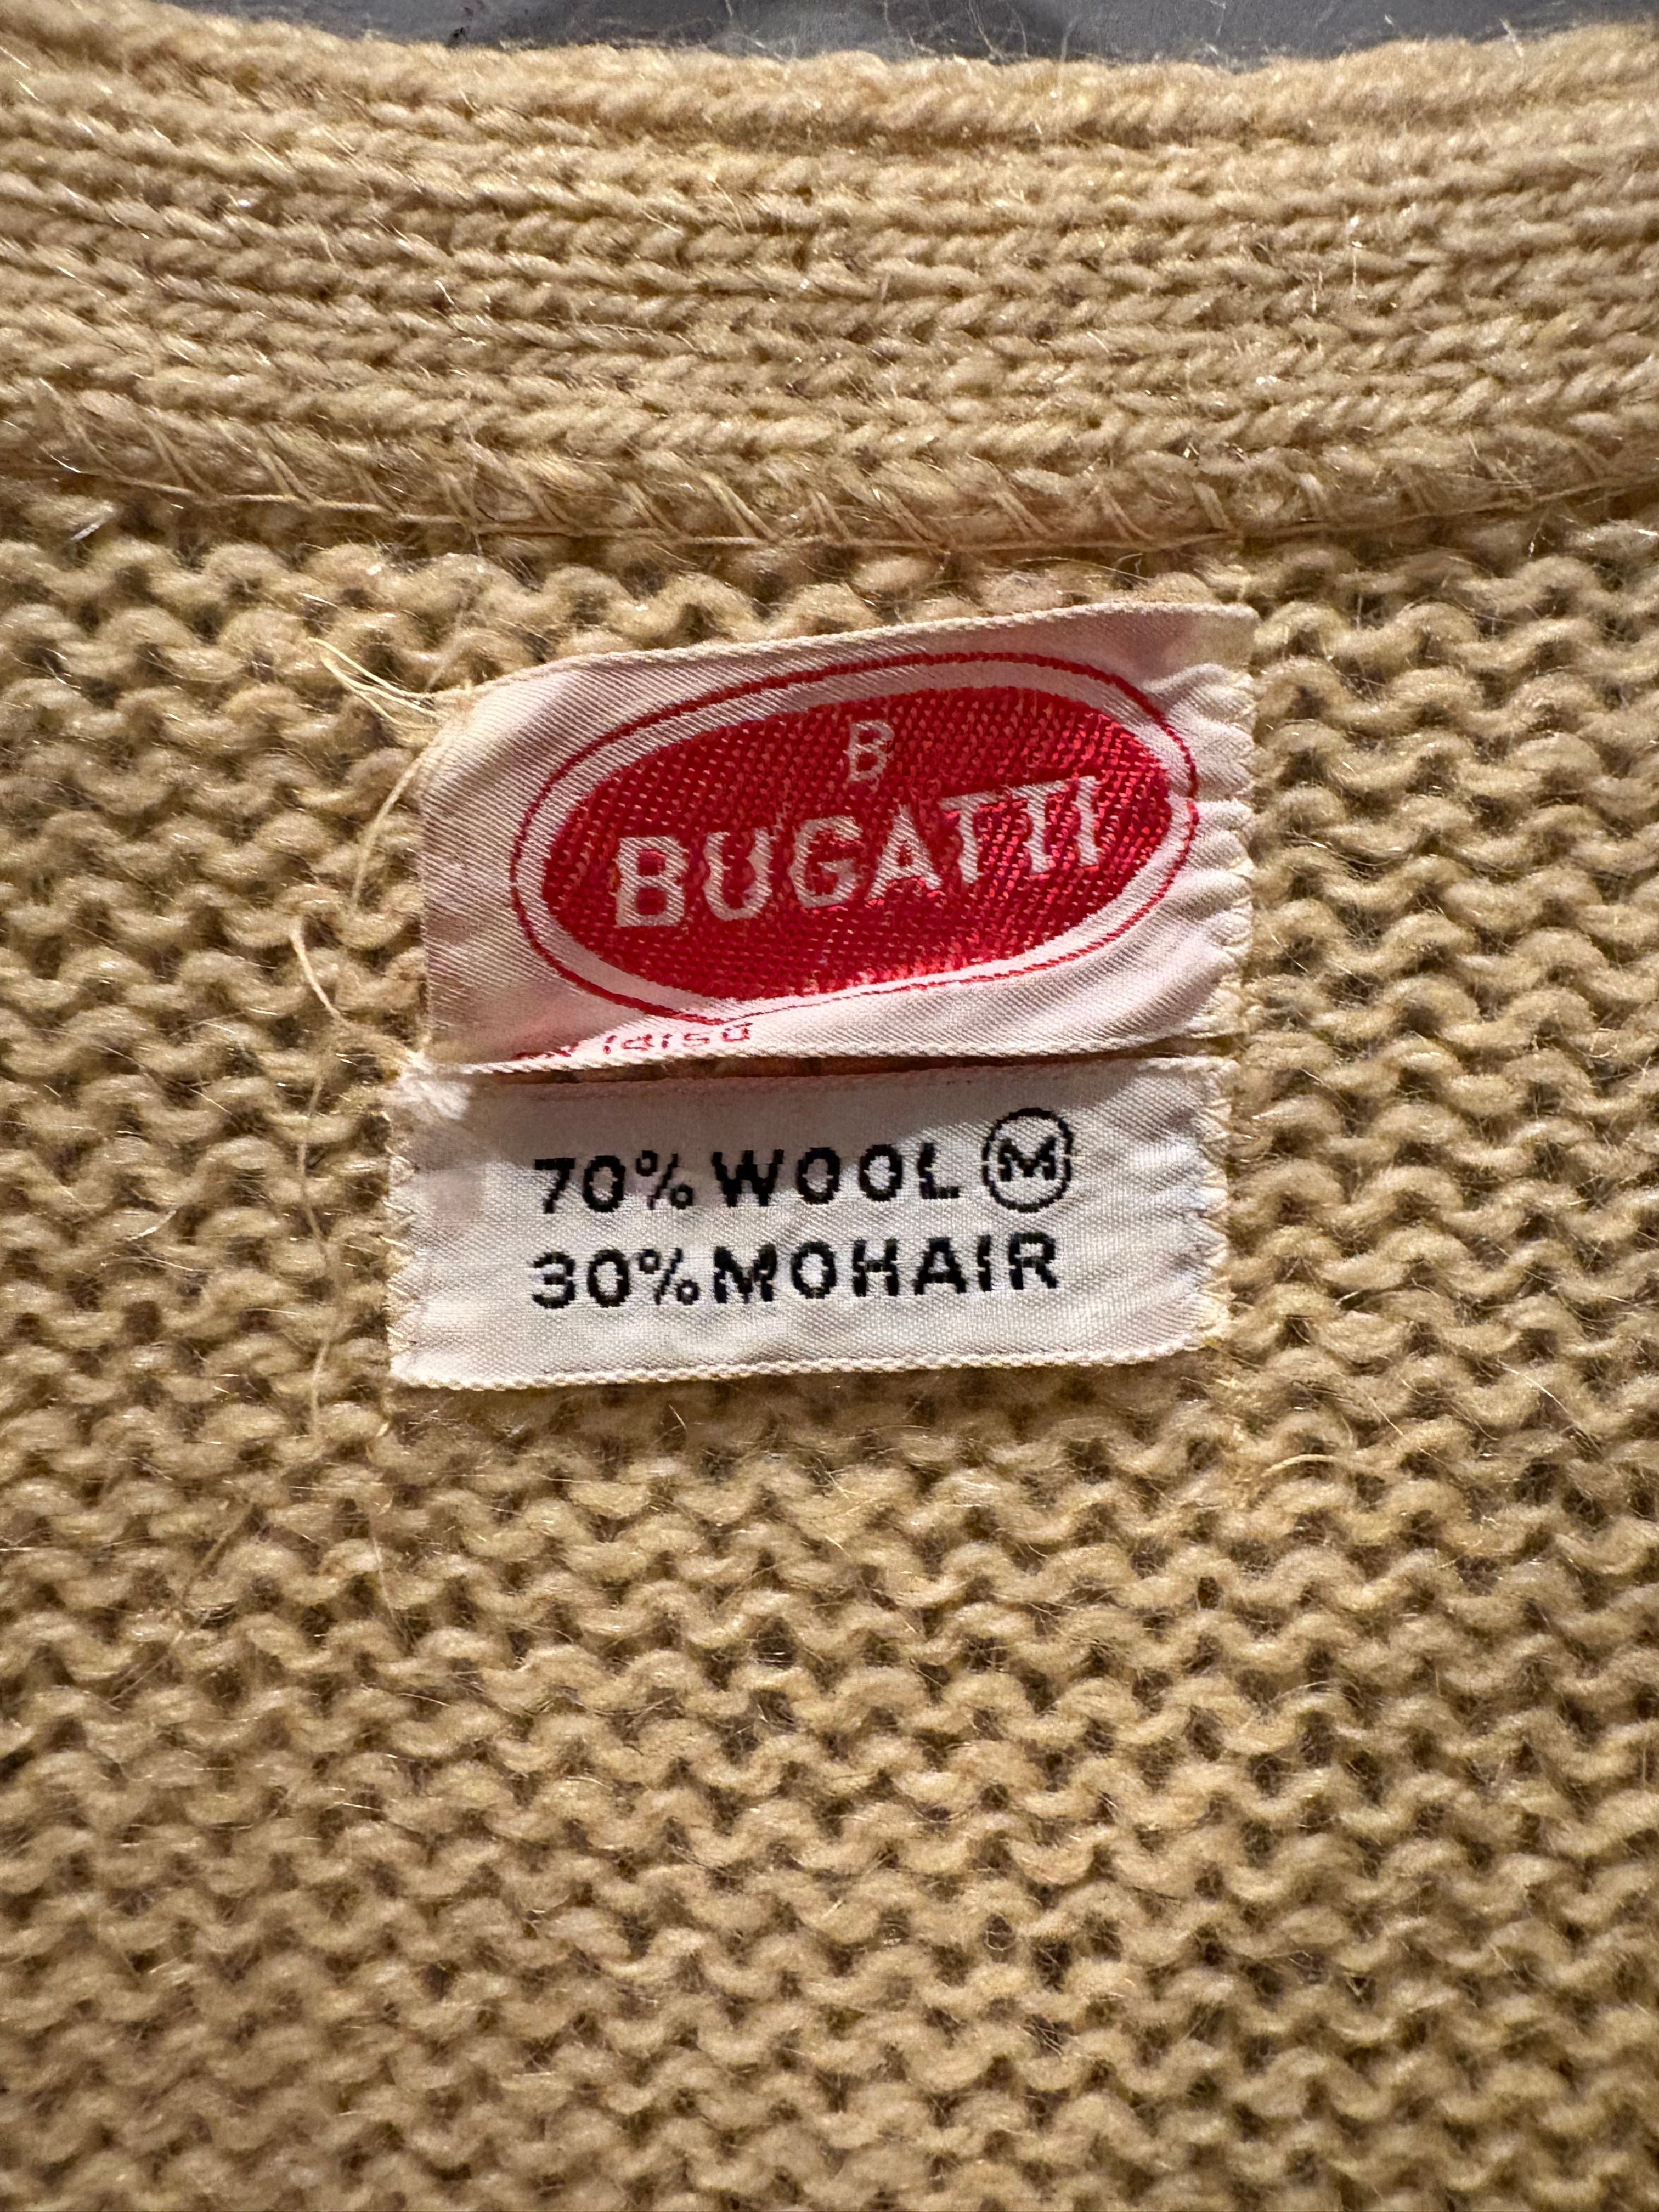 B
BUGATTI
70% WOOL M
30% MOHAIR